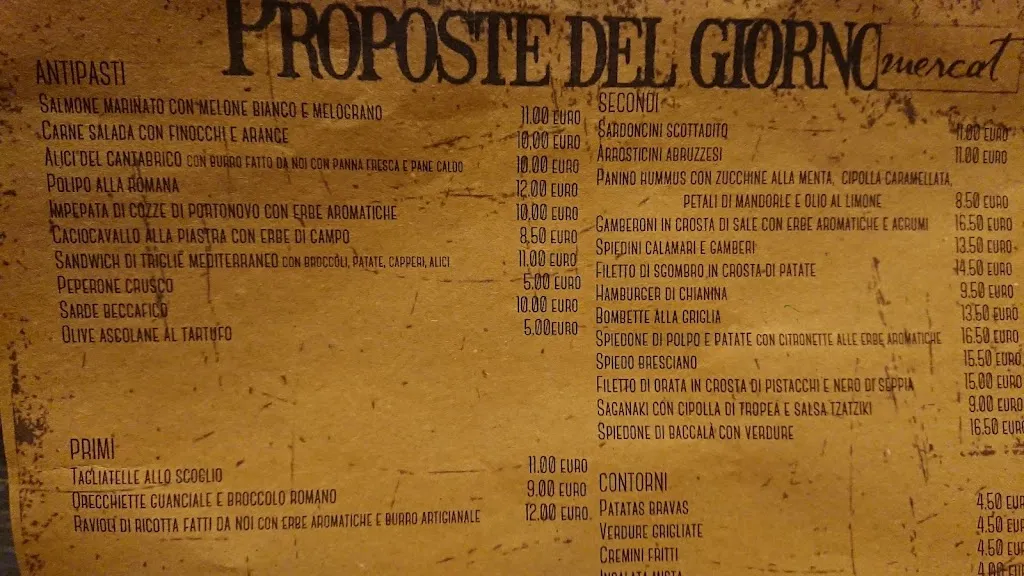 PROPOSTE DEL GIORNO mercat
ANTIPASTI
SALMONE MARINATO CON MELONE BIANCO E MELOGRANO 11.00 EURO
CARNE SALADA CON FINOCCHI E ARANCE 10,00 EURO
ALICI DEL CANTABRICO CON BURRO FATTO DA NOI CON PANNA FRESCA E PANE CALDO 10.00 EURO
POLIPO ALLA ROMANA 12.00 EURO
IMPEPATA DI COZZE DI PORTONOVO CON ERBE AROMATICHE 10,00 EURO
CACIOCAVALLO ALLA PIASTRA CON ERBE DI CAMPO 8,50 EURO
SANDWICH DI TRIGLIE MEDITERRANEO CON BROCCOLI, PATATE, CAPPERI, ALICI 11.00 EURO
PEPERONE CRUSCO 5.00 EURO
SARDE BECCAFICO 10.00 EURO
OLIVE ASCOLANE AL TARTUFO 5.00EURO
PRIMI
TAGLIATELLE ALLO SCOGLIO 11.00 EURO
ORECCHIETTE GUANCIALE E BROCCOLO ROMANO 9.00 EURO
RAVIOLI DI RICOTTA FATTI DA NOI CON ERBE AROMATICHE E BURRO ARTIGIANALE 12.00 EURO
SECONDI
SARDONCINI SCOTTADITO 11.00 EURO
ARROSTICINI ABRUZZESI 11.00 EURO
PANINO HUMMUS CON ZUCCHINE ALLA MENTA, CIPOLLA CARAMELLATA,
PETALI DI MANDORLE E OLIO AL LIMONE 8.50 EURO
GAMBERONI IN CROSTA DI SALE CON ERBE AROMATICHE E AGRUMI 16.50 EURO
SPIEDINI CALAMARI E GAMBERI 13.50 EURO
FILETTO DI SGOMBRO IN CROSTA DI PATATE 14.50 EURO
HAMBURGER DI CHIANINA 9.50 EURO
BOMBETTE ALLA GRIGLIA 13.50 EURO
SPIEDONE DI POLPO E PATATE CON CITRONETTE ALLE ERBE AROMATICHE 16.50 EURO
SPIEDO BRESCIANO 15.50 EURO
FILETTO DI ORATA IN CROSTA DI PISTACCHI E NERO DI SEPPIA 15.00 EURO
SAGANAKI CON CIPOLLA DI TROPEA E SALSA TZATZIKI 9.00 EURO
SPIEDONE DI BACCALÀ CON VERDURE 16.50 EURO
CONTORNI
PATATAS BRAVAS 4.50 EURO
VERDURE GRIGLIATE 4.50 EU
CREMINI FRITTI 4.50 EU
INSALATA MISTA 4.00 EU